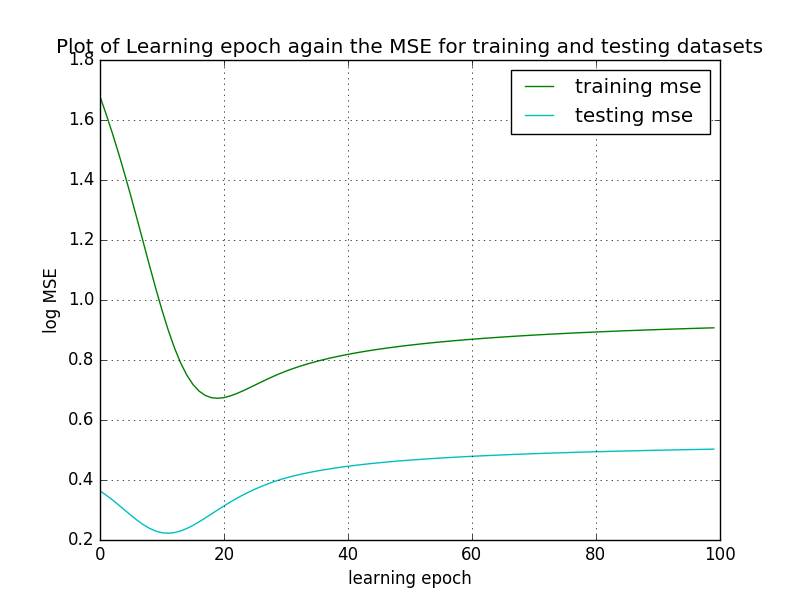 Plot of Learning epoch again the MSE for training and testing datasets
training mse
testing mse
1.8
1.6
1.4
1.2
1.0
0.8
0.6
0.4
0.2
log MSE
0 20 40 60 80 100
learning epoch